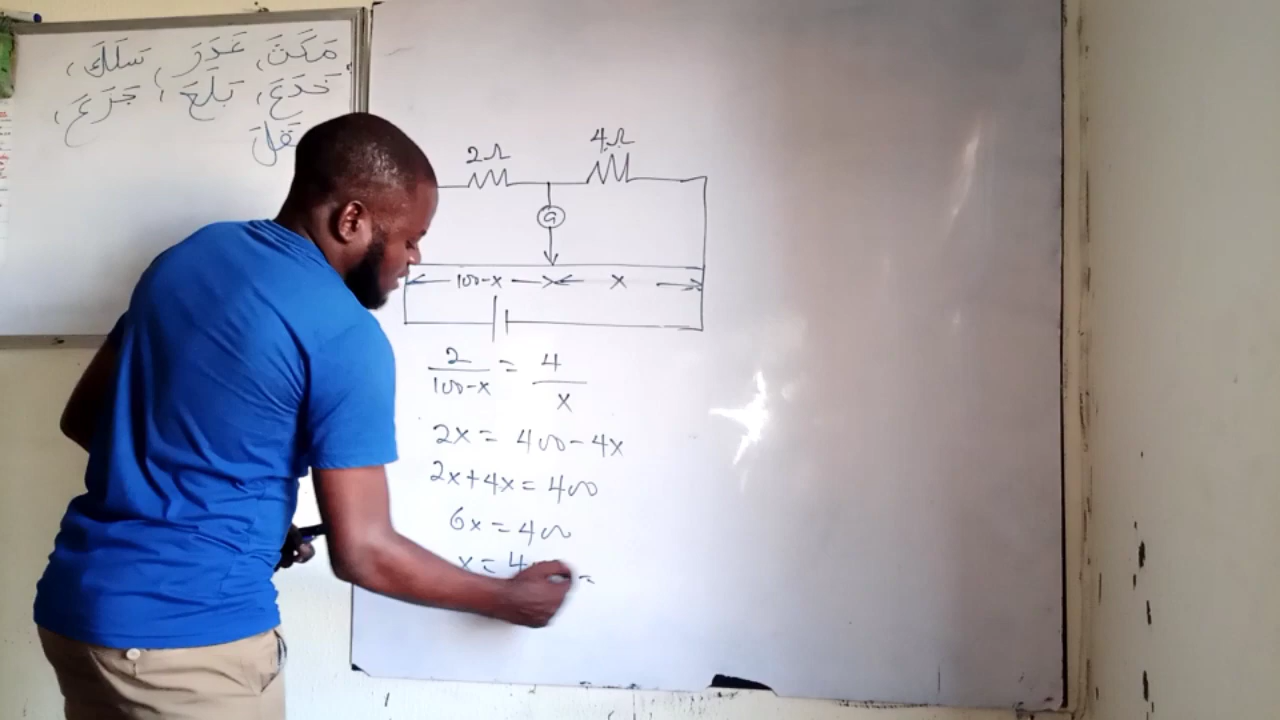 مَكَثَ، غَدَرَ، سَلَكَ،
خَدَعَ، بَلَعَ، جَرَعَ،
2Ω 4Ω
G
100-x x
2/100-x = 4/x
2x = 400-4x
2x+4x = 400
6x = 400
x =